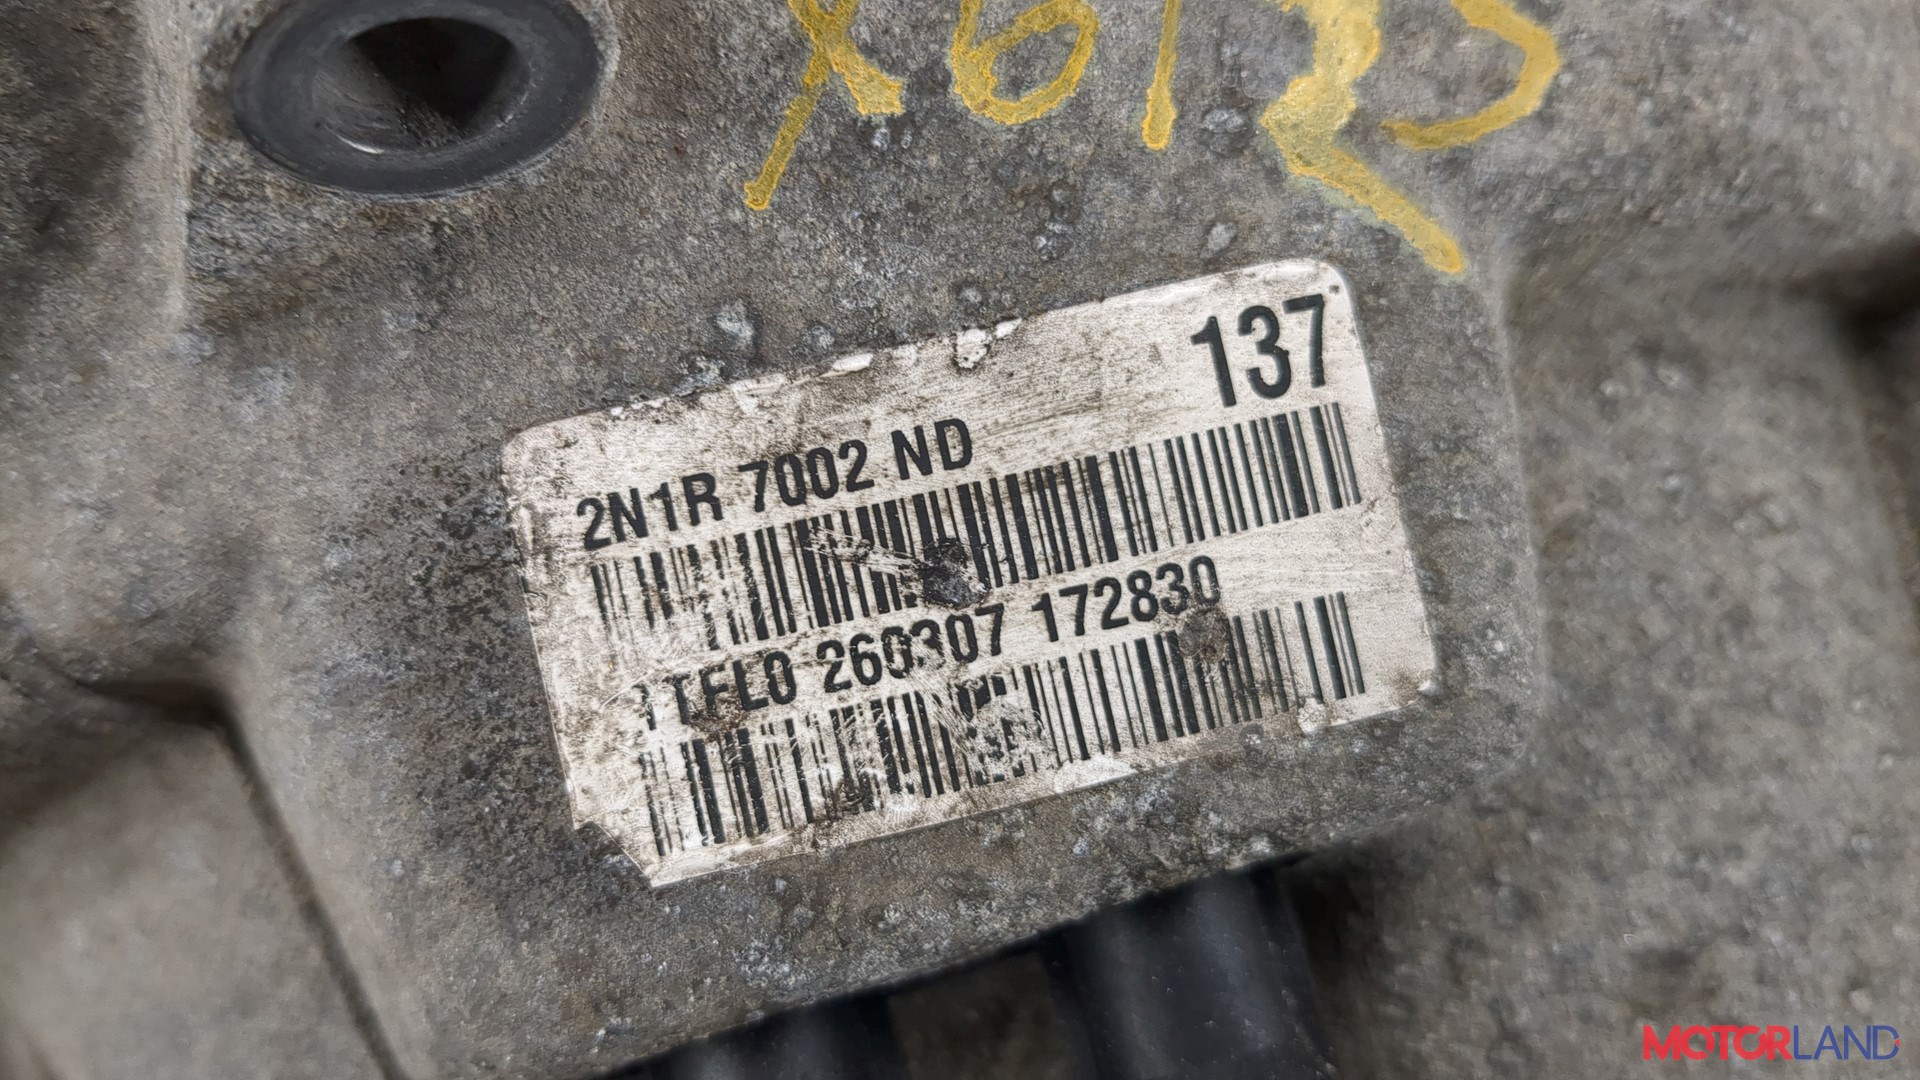 137
2N1R 7002 ND
TFL0 260307 172830
MOTORLAND